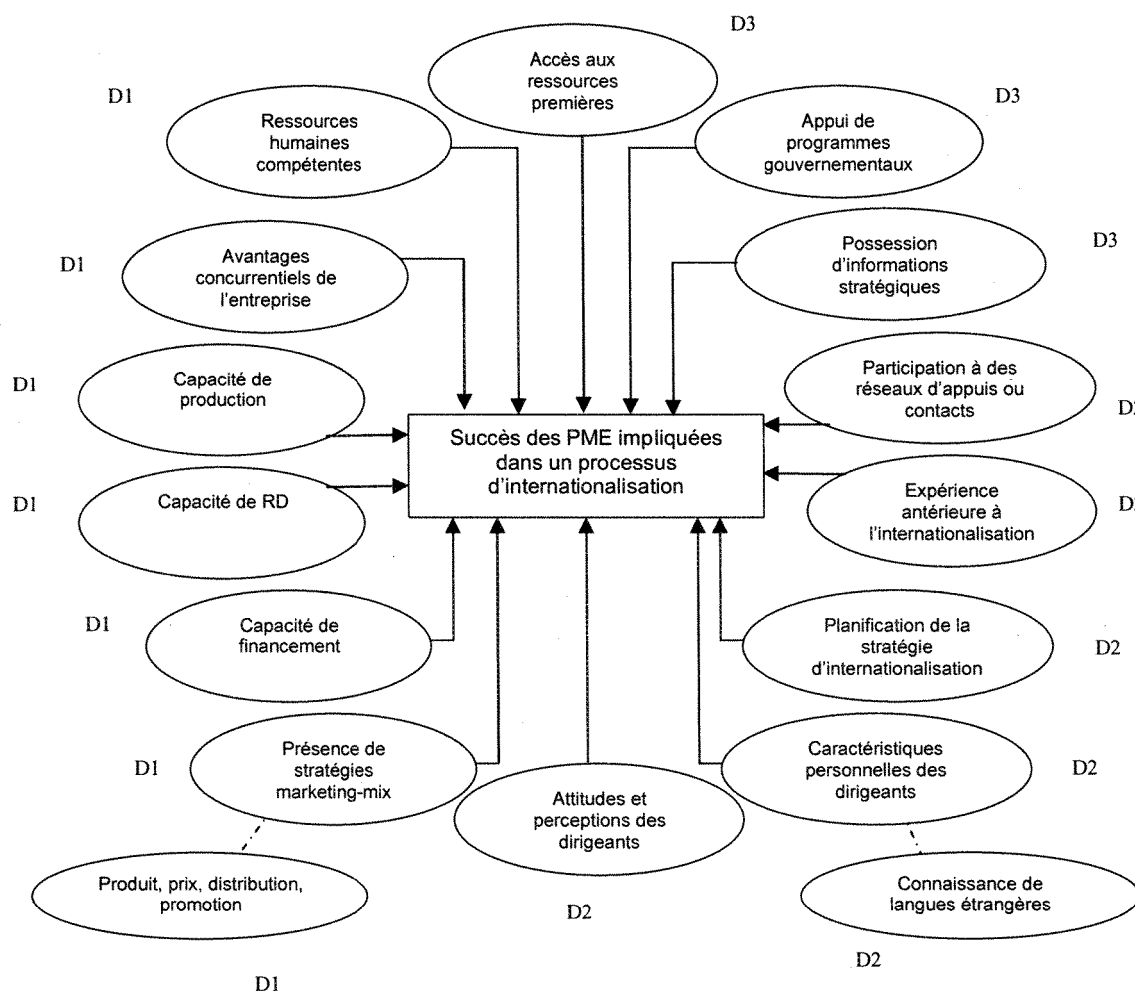 D3
Accès aux
ressources
premières
D1
Ressources
humaines
compétentes
D3
Appui de
programmes
gouvernementaux
D1
Avantages
concurrentiels de
l'entreprise
D3
Possession
d'informations
stratégiques
D1
Capacité de
production
Participation à des
réseaux d'appuis ou
contacts
Succès des PME impliquées
dans un processus
d'internationalisation
D1
Capacité de RD
Expérience
antérieure à
l'internationalisation
D1
Capacité de
financement
Planification de la
stratégie
d'internationalisation
D2
D1
Présence de
stratégies
marketing-mix
Attitudes et
perceptions des
dirigeants
D2
Caractéristiques
personnelles des
dirigeants
D2
Produit, prix, distribution,
promotion
D1
Connaissance de
langues étrangères
D2